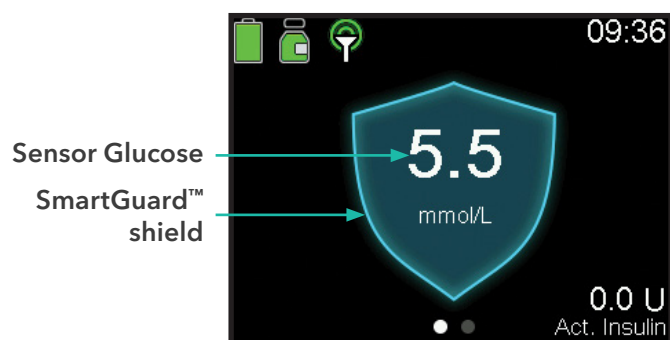 09:36
Sensor Glucose
5.5
SmartGuard™
shield
mmol/L
0.0 U
Act. Insulin